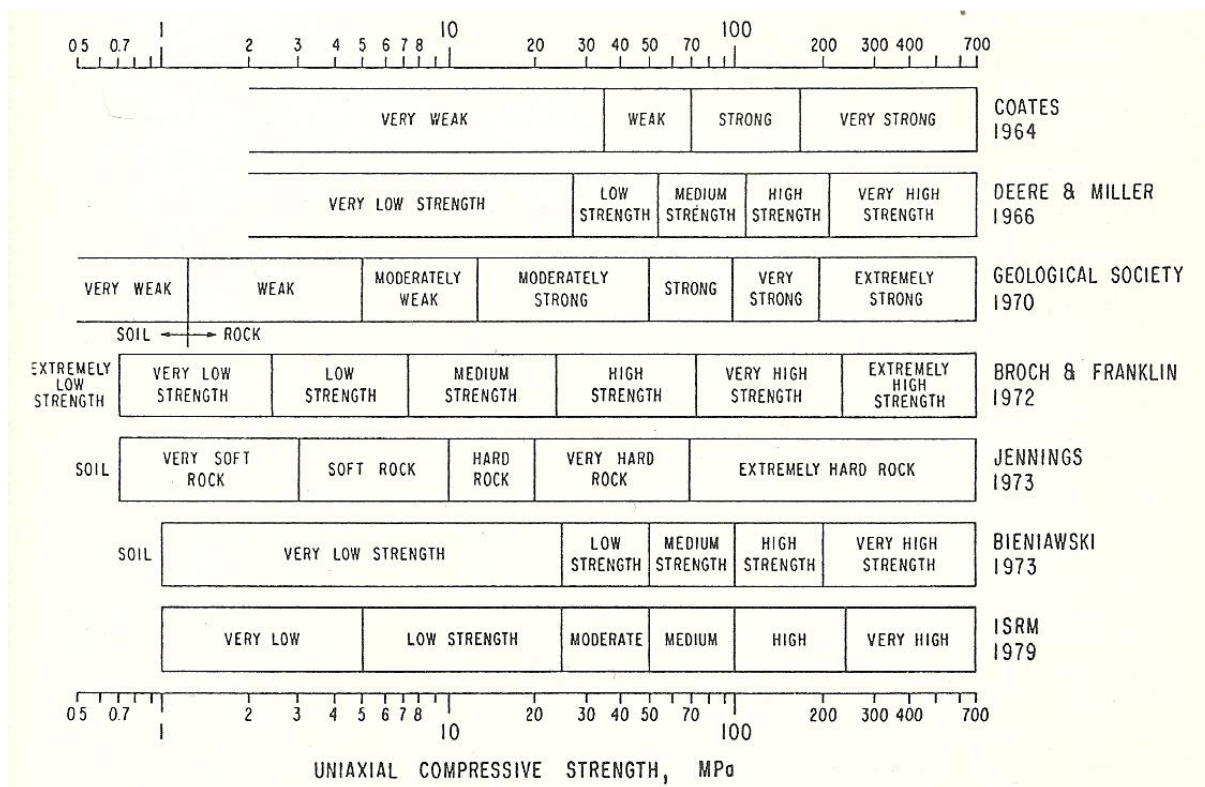 1 10 100
0.5 0.7 2 3 4 5 6 7 8 20 30 40 50 70 200 300 400 700
VERY WEAK WEAK STRONG VERY STRONG
COATES
1964
VERY LOW STRENGTH
LOW
STRENGTH
MEDIUM
STRENGTH
HIGH
STRENGTH
VERY HIGH
STRENGTH
DEERE & MILLER
1966
VERY WEAK
WEAK
MODERATELY
WEAK
MODERATELY
STRONG
STRONG
VERY
STRONG
EXTREMELY
STRONG
GEOLOGICAL SOCIETY
1970
SOIL ROCK
EXTREMELY
LOW
STRENGTH
VERY LOW
STRENGTH
LOW
STRENGTH
MEDIUM
STRENGTH
HIGH
STRENGTH
VERY HIGH
STRENGTH
EXTREMELY
HIGH
STRENGTH
BROCH & FRANKLIN
1972
SOIL
VERY SOFT
ROCK
SOFT ROCK
HARD
ROCK
VERY HARD
ROCK
EXTREMELY HARD ROCK
JENNINGS
1973
SOIL
VERY LOW STRENGTH
LOW
STRENGTH
MEDIUM
STRENGTH
HIGH
STRENGTH
VERY HIGH
STRENGTH
BIENIAWSKI
1973
VERY LOW LOW STRENGTH MODERATE MEDIUM HIGH VERY HIGH
ISRM
1979
0.5 0.7 2 3 4 5 6 7 8 20 30 40 50 70 200 300 400 700
1 10 100
UNIAXIAL COMPRESSIVE STRENGTH, MPa